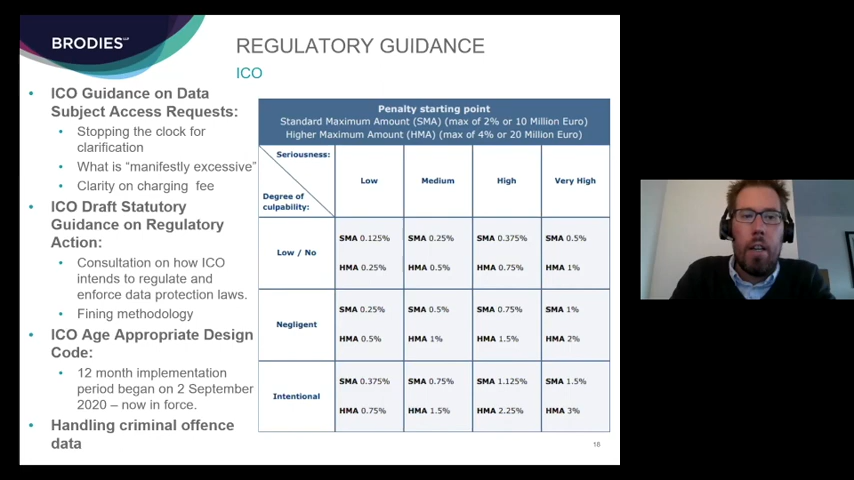 BRODIES LLP
REGULATORY GUIDANCE
ICO
• ICO Guidance on Data
Subject Access Requests:
• Stopping the clock for
clarification
• What is “manifestly excessive”
• Clarity on charging fee
• ICO Draft Statutory
Guidance on Regulatory
Action:
• Consultation on how ICO
intends to regulate and
enforce data protection laws.
• Fining methodology
• ICO Age Appropriate Design
Code:
• 12 month implementation
period began on 2 September
2020 – now in force.
• Handling criminal offence
data
Penalty starting point
Standard Maximum Amount (SMA) (max of 2% or 10 Million Euro)
Higher Maximum Amount (HMA) (max of 4% or 20 Million Euro)
Seriousness:
Degree of
culpability:
Low Medium High Very High
Low / No
SMA 0.125% SMA 0.25% SMA 0.375% SMA 0.5%
HMA 0.25% HMA 0.5% HMA 0.75% HMA 1%
Negligent
SMA 0.25% SMA 0.5% SMA 0.75% SMA 1%
HMA 0.5% HMA 1% HMA 1.5% HMA 2%
Intentional
SMA 0.375% SMA 0.75% SMA 1.125% SMA 1.5%
HMA 0.75% HMA 1.5% HMA 2.25% HMA 3%
18